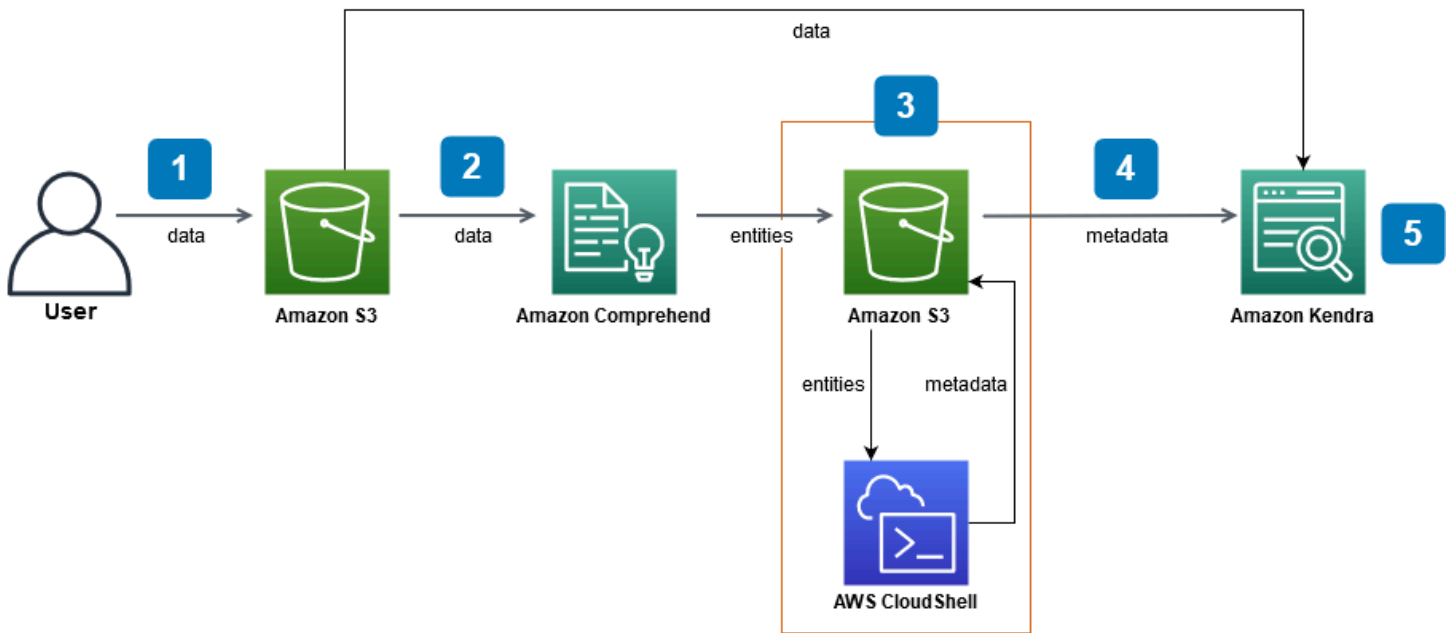 data
3
1
2
4
5
data
data
entities
metadata
User
Amazon S3
Amazon Comprehend
Amazon S3
Amazon Kendra
entities
metadata
AWS CloudShell